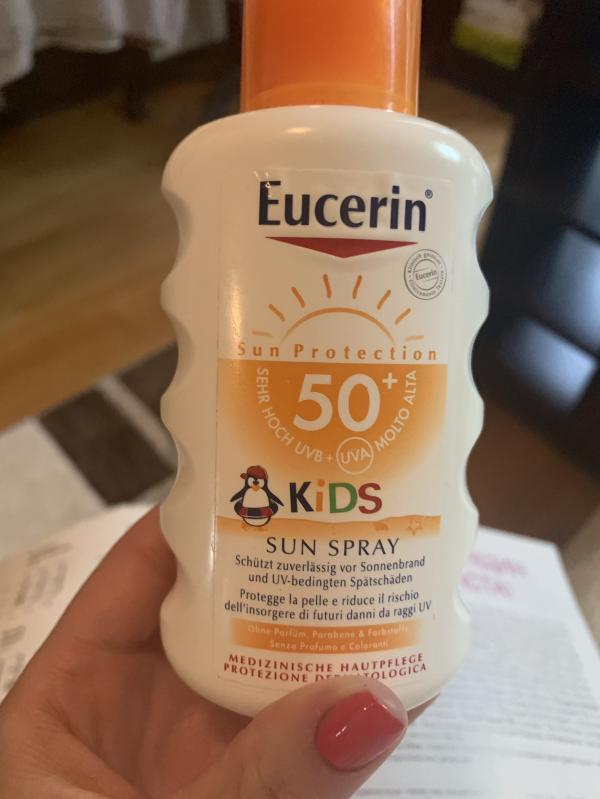 Eucerin®
Eucerin
Sun Protection
50+
SEHR HOCH UVB + UVA MOLTO ALTA
KiDS
SUN SPRAY
Schützt zuverlässig vor Sonnenbrand
und UV-bedingten Spätschäden
Protegge la pelle e riduce il rischio
dell'insorgere di futuri danni da raggi UV
Ohne Parfüm, Parabene & Farbstoffe
Senza Profumo e Coloranti
MEDIZINISCHE HAUTPFLEGE
PROTEZIONE DERMATOLOGICA